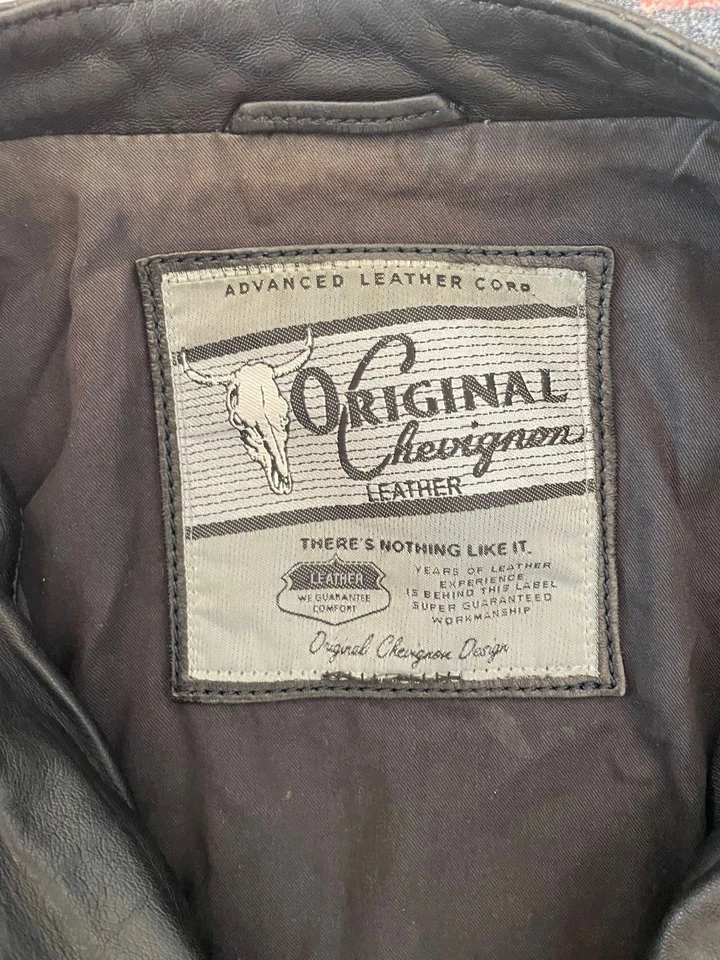 ADVANCED LEATHER CORP.
ORIGINAL
Chevignon
LEATHER
THERE'S NOTHING LIKE IT.
LEATHER
WE GUARANTEE
COMFORT
YEARS OF LEATHER
EXPERIENCE
IS BEHIND THIS LABEL
SUPER GUARANTEED
WORKMANSHIP
Original Chevignon Design